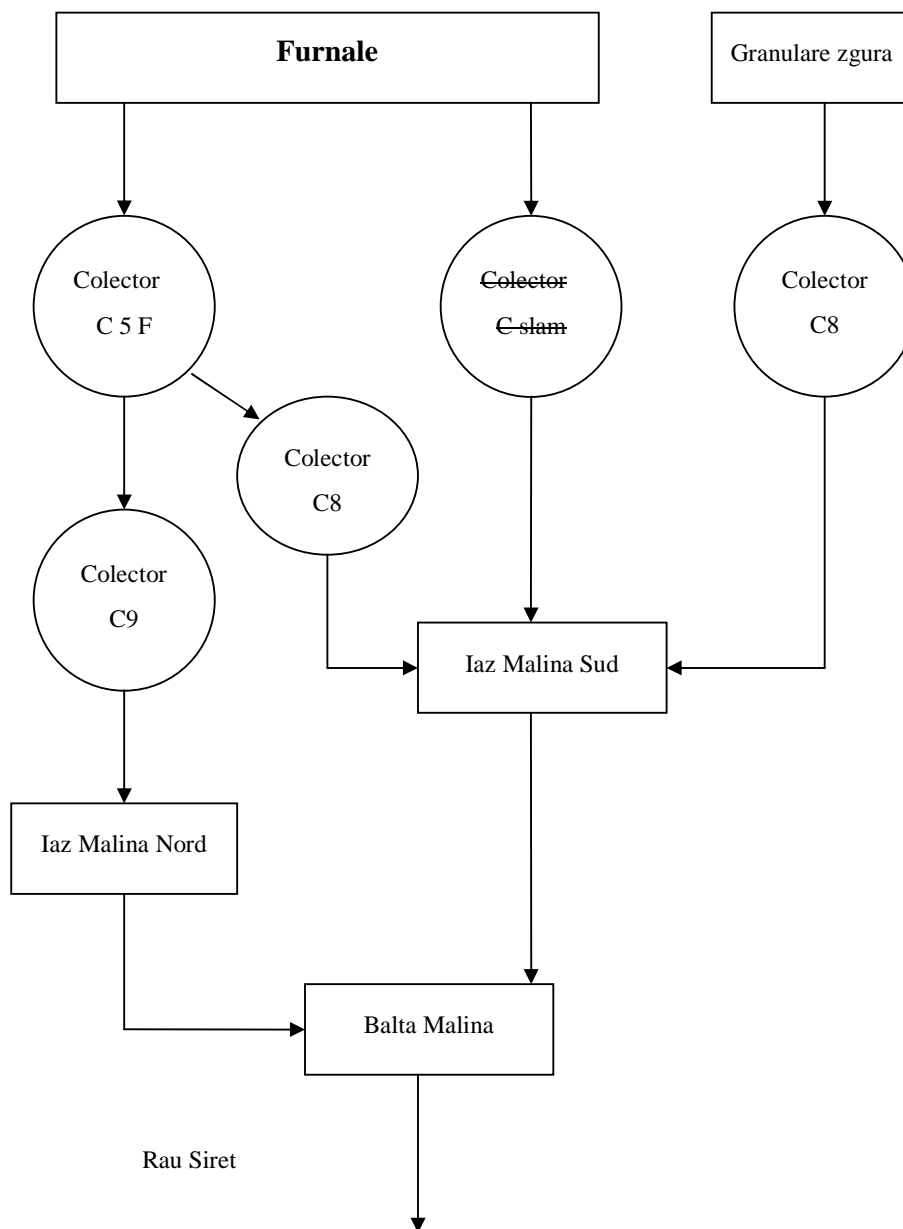 Furnale
Granulare zgura
Colector
C 5 F
Colector
C slam
Colector
C8
Colector
C8
Colector
C9
Iaz Malina Sud
Iaz Malina Nord
Balta Malina
Rau Siret